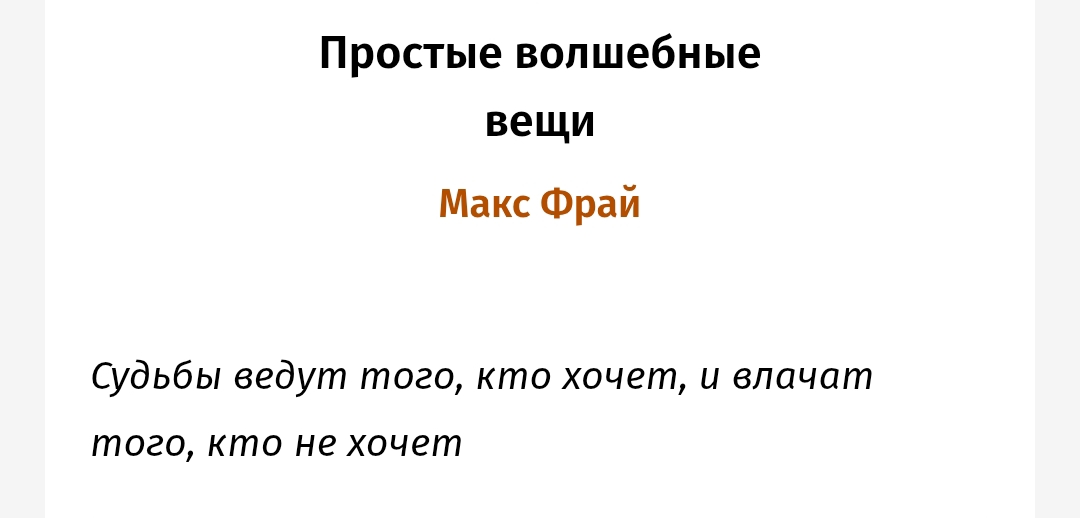 Простые волшебные
вещи
Макс Фрай
Судьбы ведут того, кто хочет, и влачат
того, кто не хочет